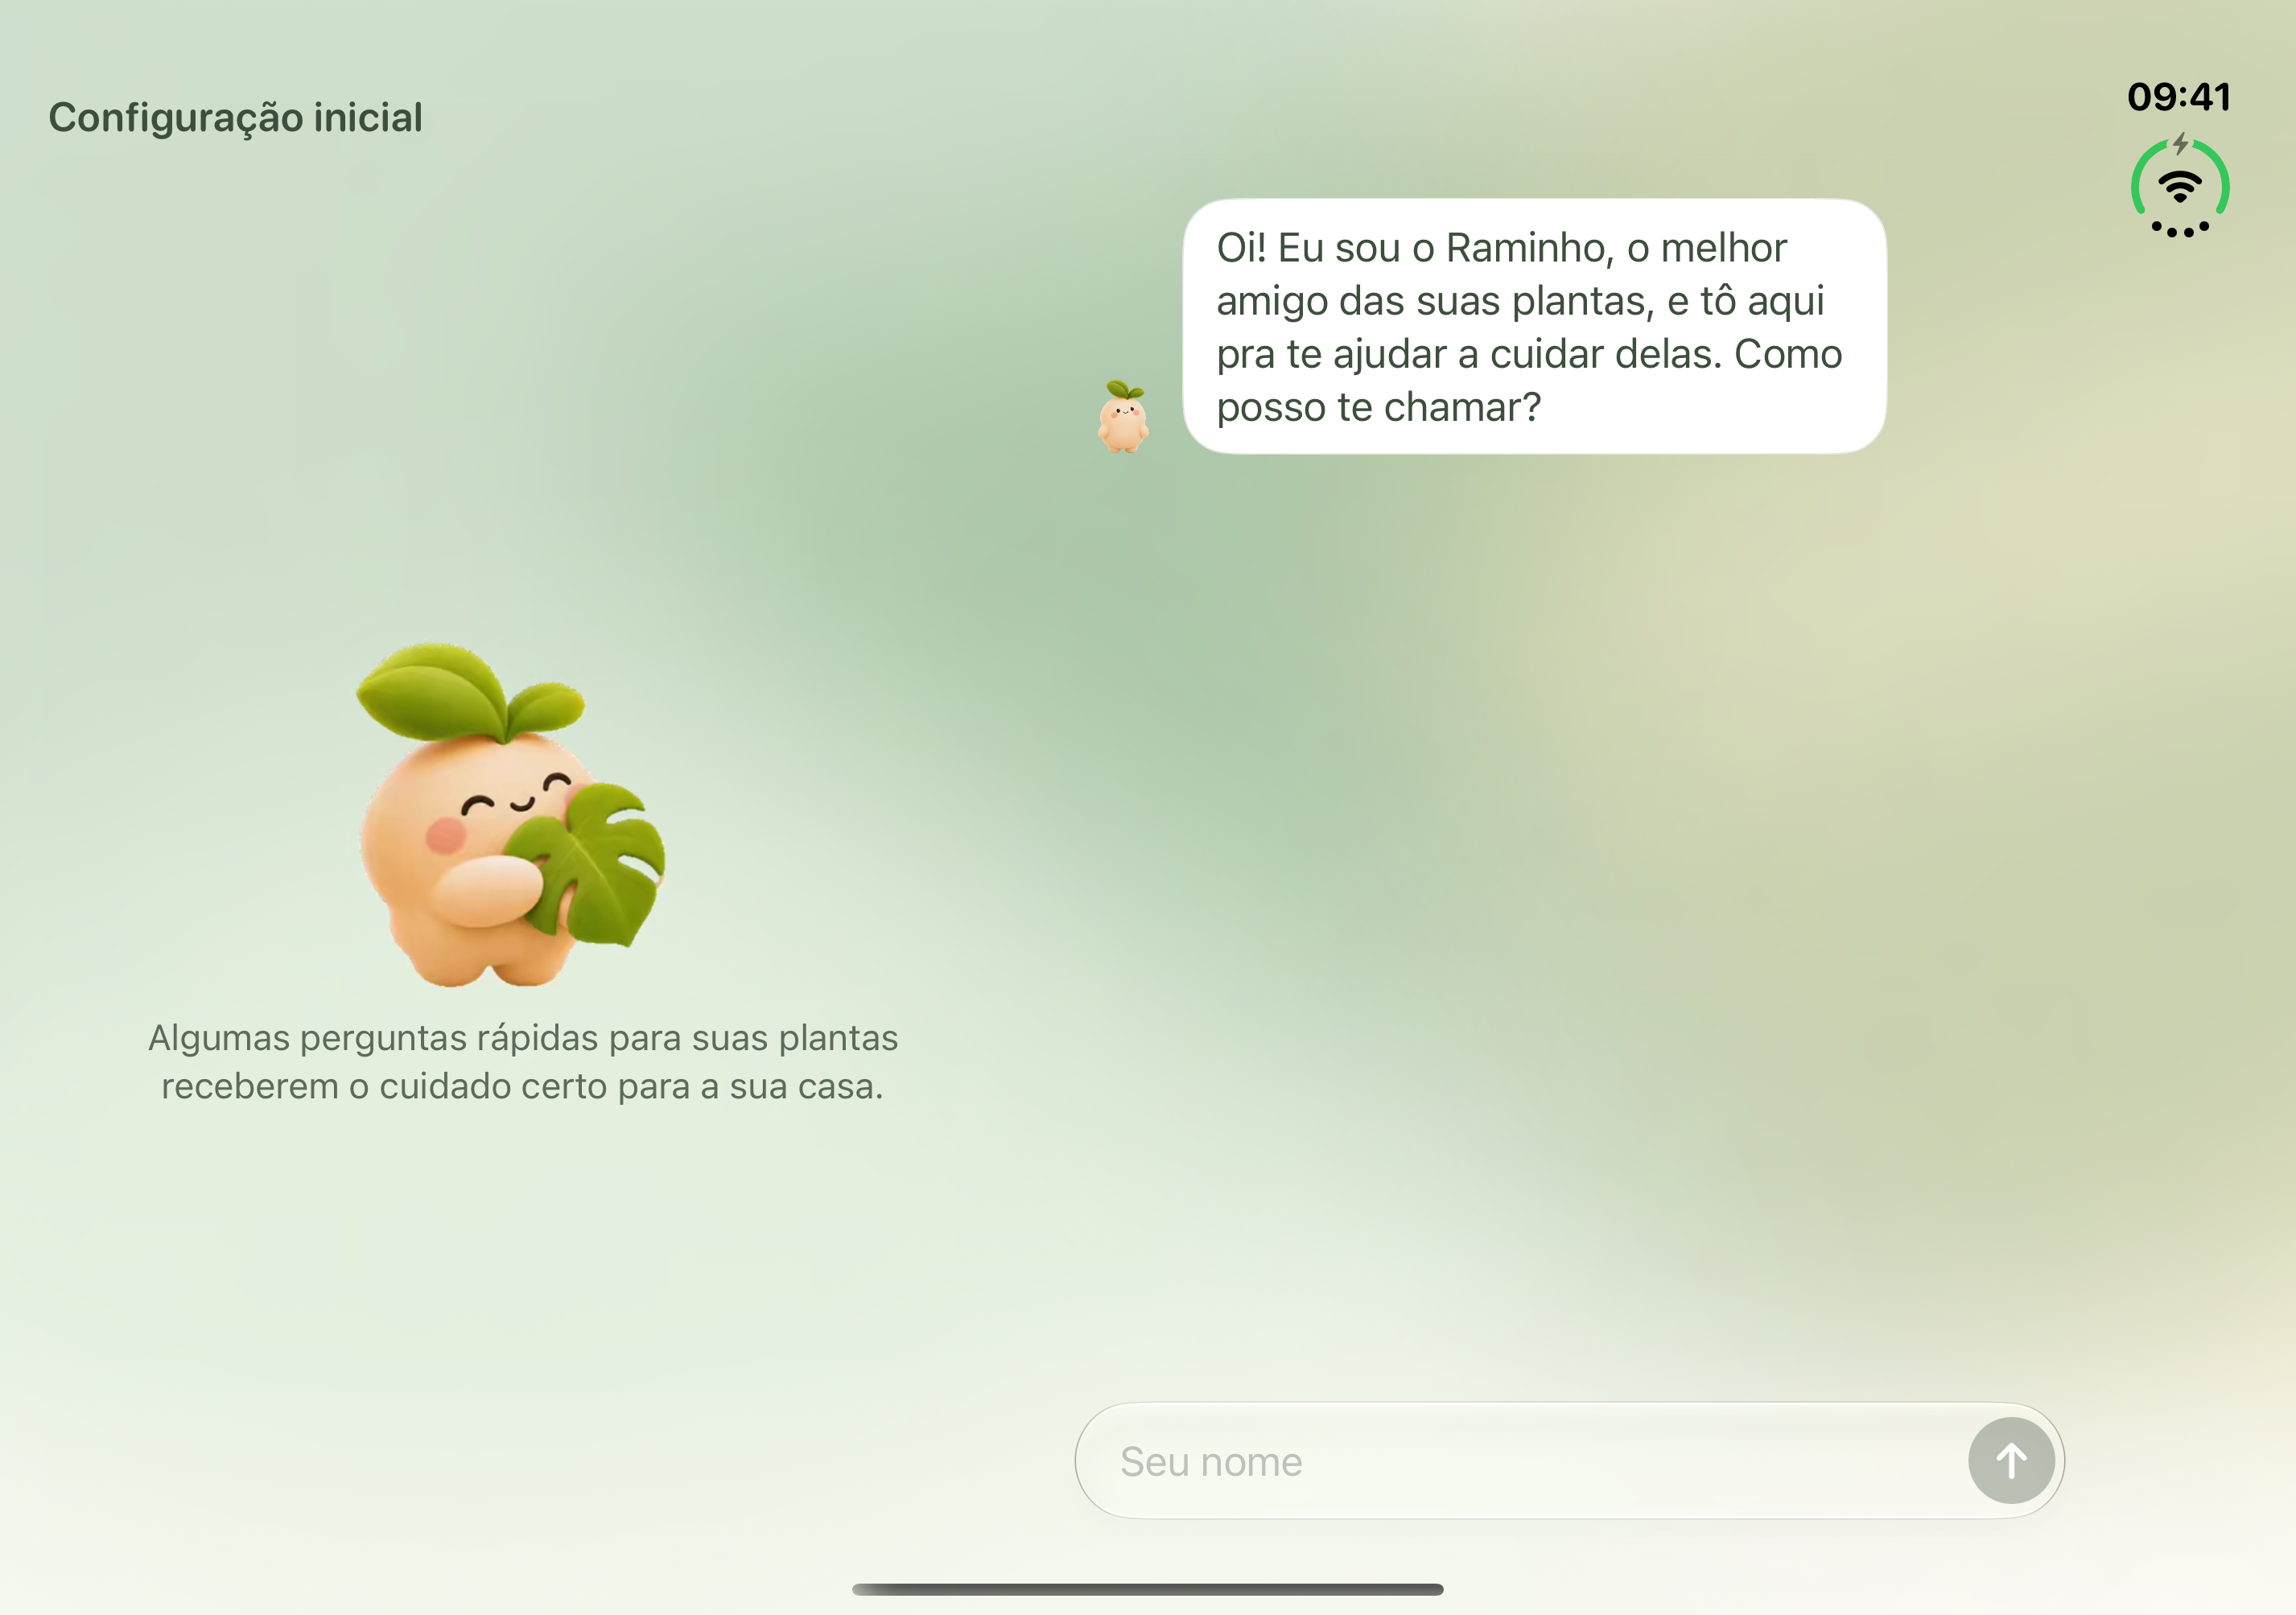 Configuração inicial
09:41
Oi! Eu sou o Raminho, o melhor
amigo das suas plantas, e tô aqui
pra te ajudar a cuidar delas. Como
posso te chamar?
Algumas perguntas rápidas para suas plantas
receberem o cuidado certo para a sua casa.
Seu nome